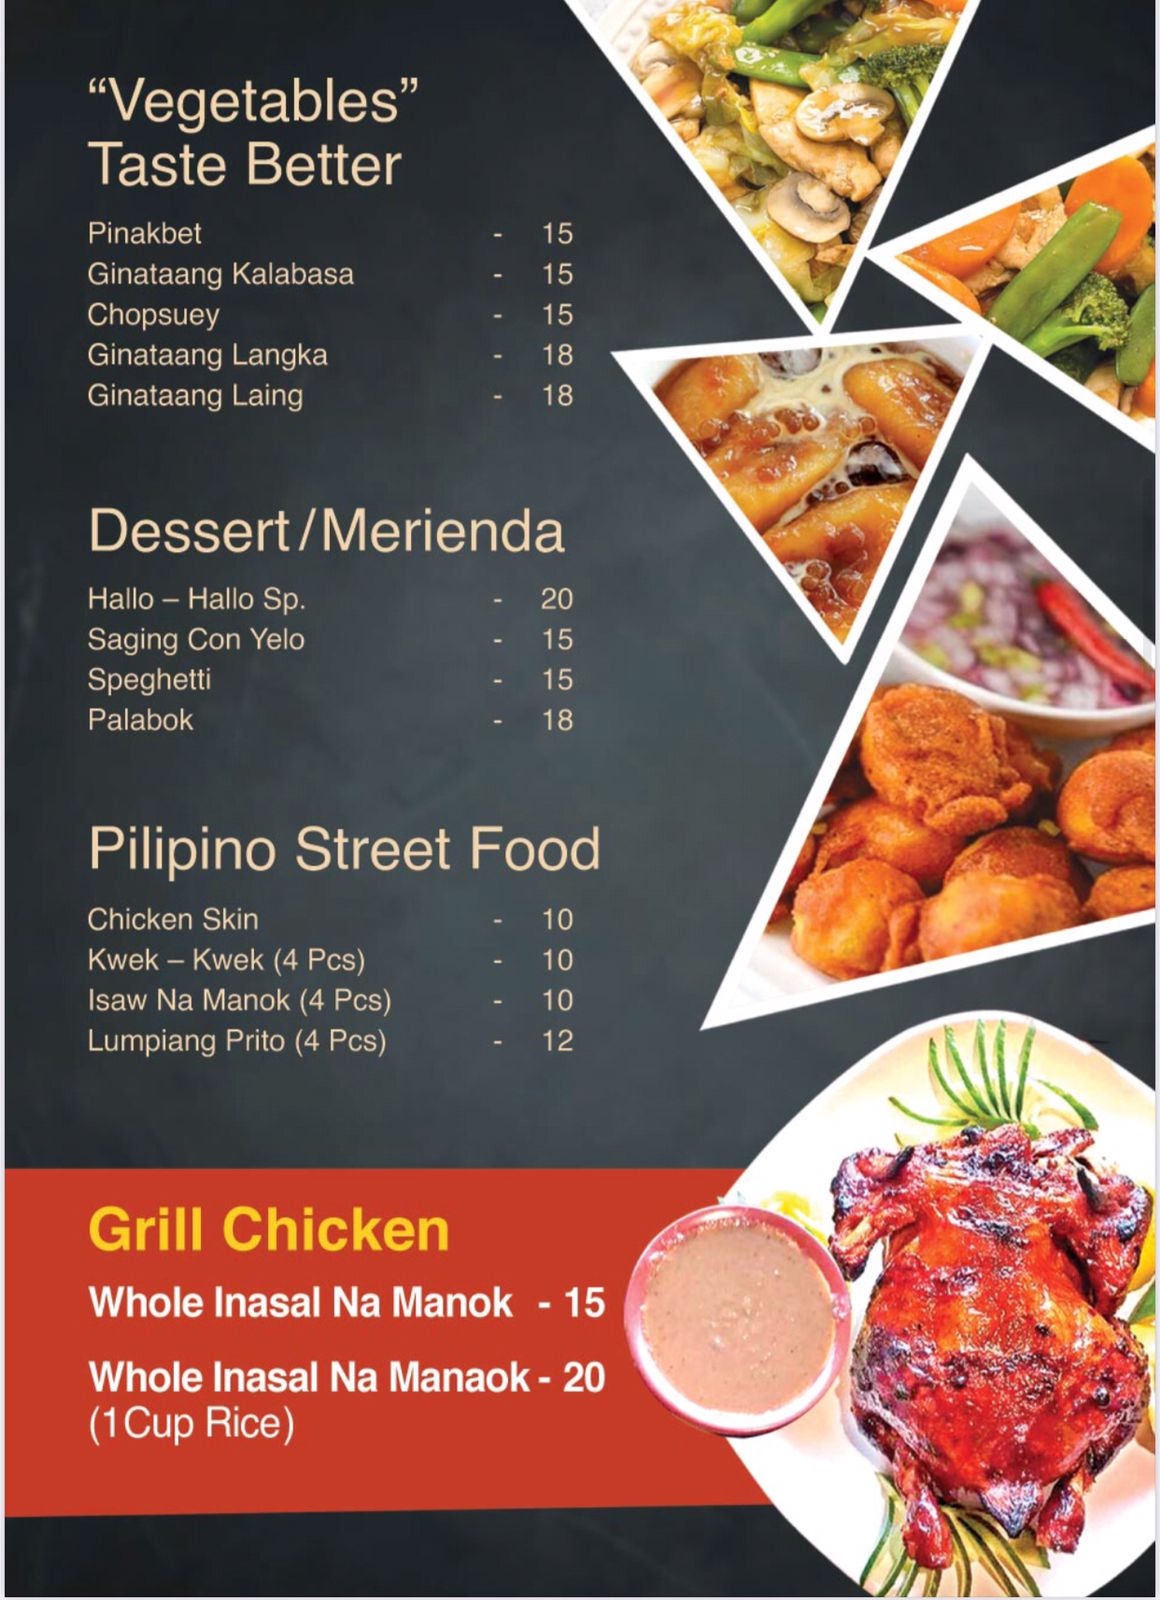 “Vegetables”
Taste Better
Pinakbet - 15
Ginataang Kalabasa - 15
Chopsuey - 15
Ginataang Langka - 18
Ginataang Laing - 18
Dessert/Merienda
Hallo – Hallo Sp. - 20
Saging Con Yelo - 15
Speghetti - 15
Palabok - 18
Pilipino Street Food
Chicken Skin - 10
Kwek – Kwek (4 Pcs) - 10
Isaw Na Manok (4 Pcs) - 10
Lumpiang Prito (4 Pcs) - 12
Grill Chicken
Whole Inasal Na Manok - 15
Whole Inasal Na Manaok - 20
(1Cup Rice)